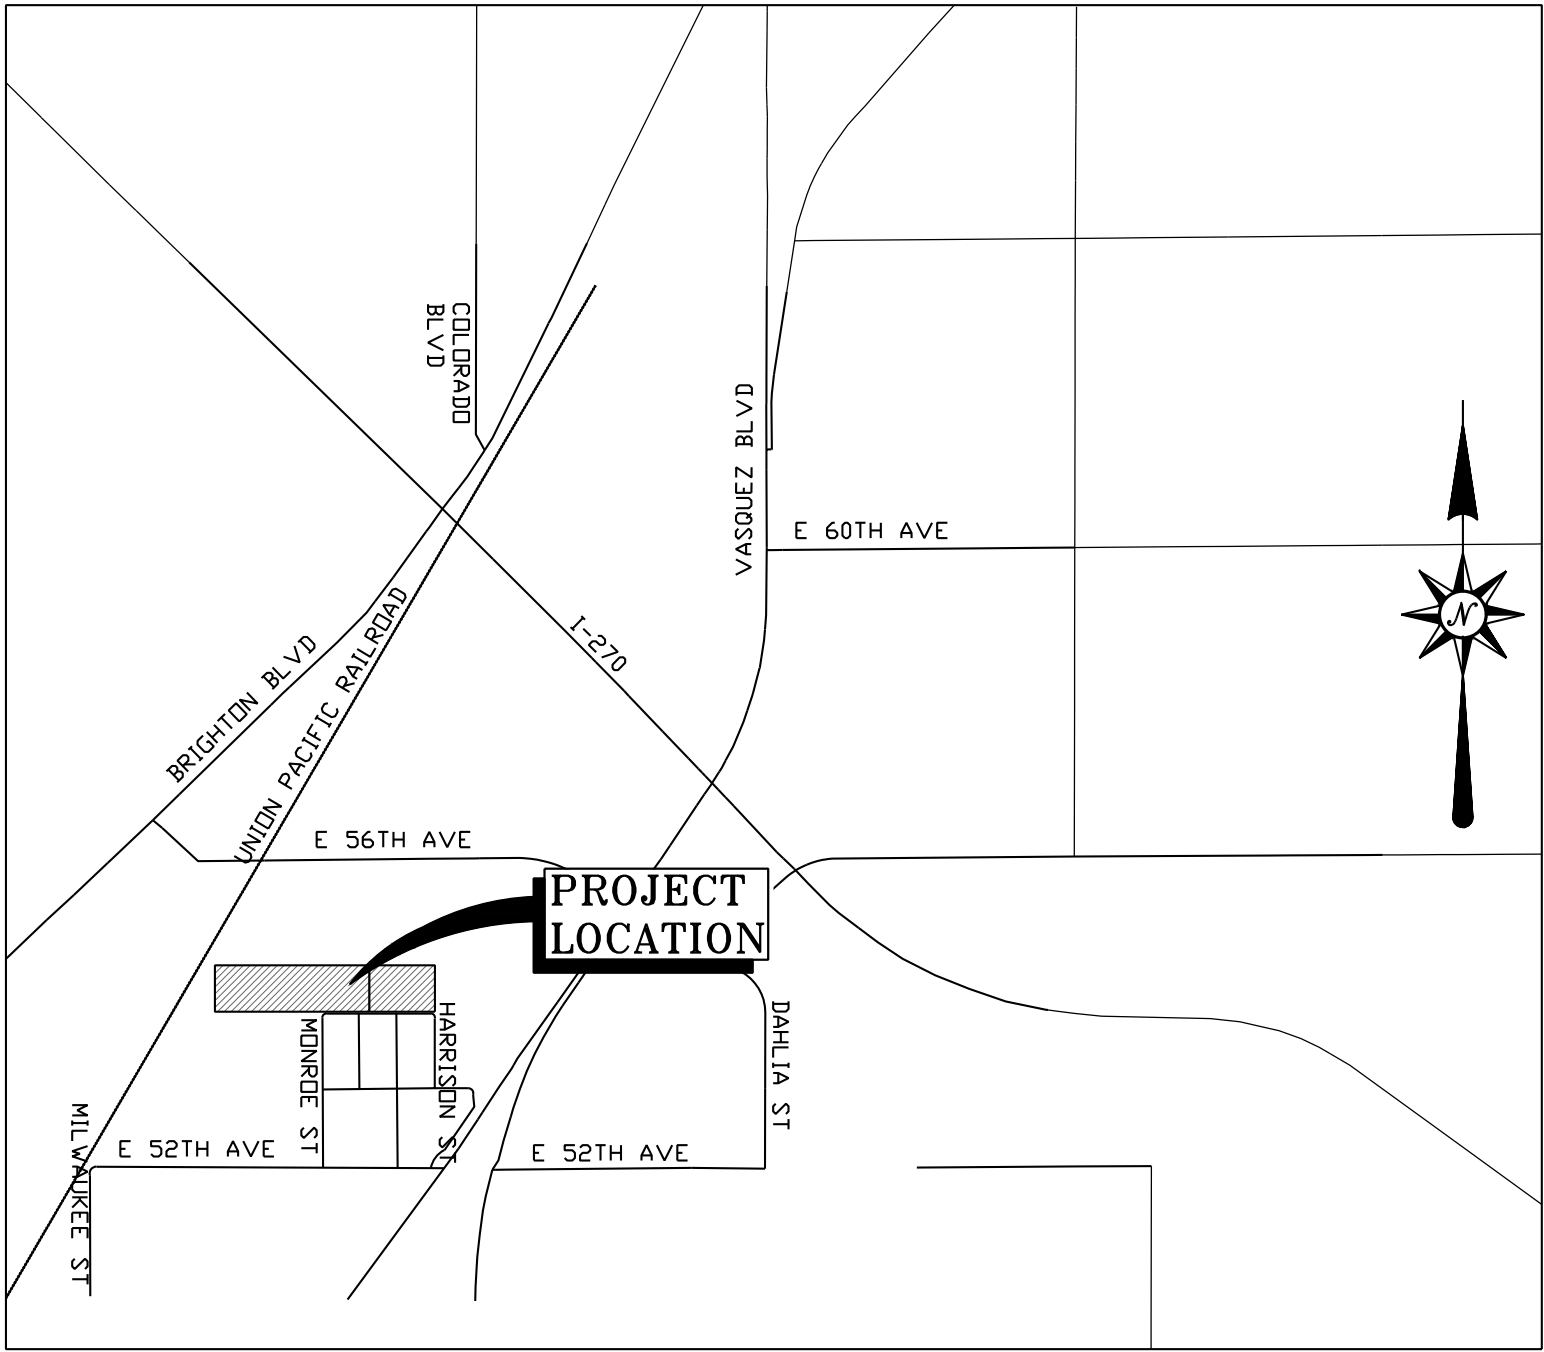 COLORADO
BLVD
VASQUEZ BLVD
E 60TH AVE
I-270
N
BRIGHTON BLVD
UNION PACIFIC RAILROAD
E 56TH AVE
PROJECT
LOCATION
HARRISON ST
MONROE ST
DAHLIA ST
MILWAUKEE ST
E 52TH AVE
E 52TH AVE